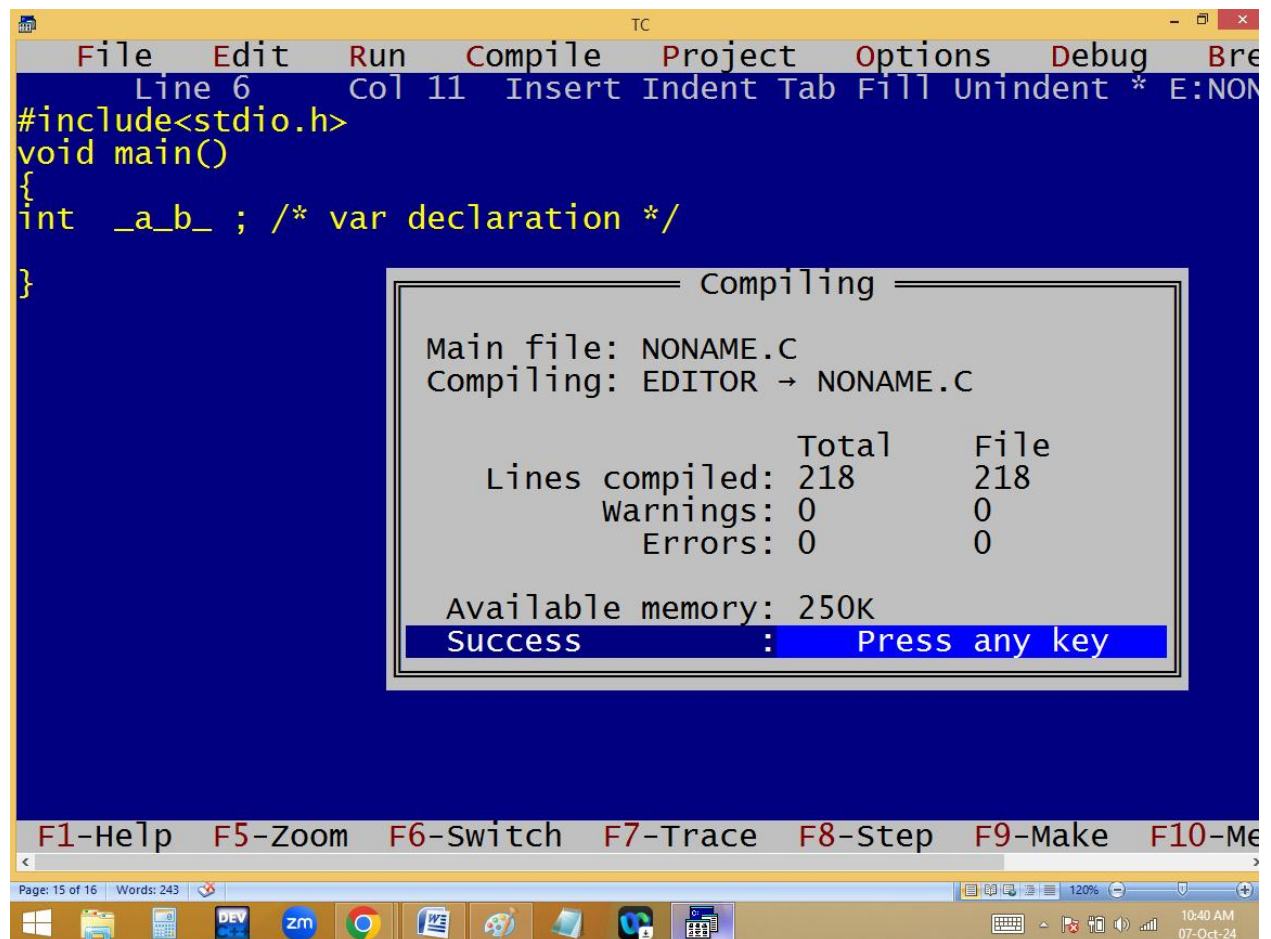 TC
File Edit Run Compile Project Options Debug Bre
Line 6 Col 11 Insert Indent Tab Fill Unindent * E:NON
#include<stdio.h>
void main()
{
int _a_b_ ; /* var declaration */
}
Compiling
Main file: NONAME.C
Compiling: EDITOR → NONAME.C
Total File
Lines compiled: 218 218
Warnings: 0 0
Errors: 0 0
Available memory: 250K
Success : Press any key
F1-Help F5-Zoom F6-Switch F7-Trace F8-Step F9-Make F10-Me
Page: 15 of 16 Words: 243 120%
DEV zm 10:40 AM
07-Oct-24